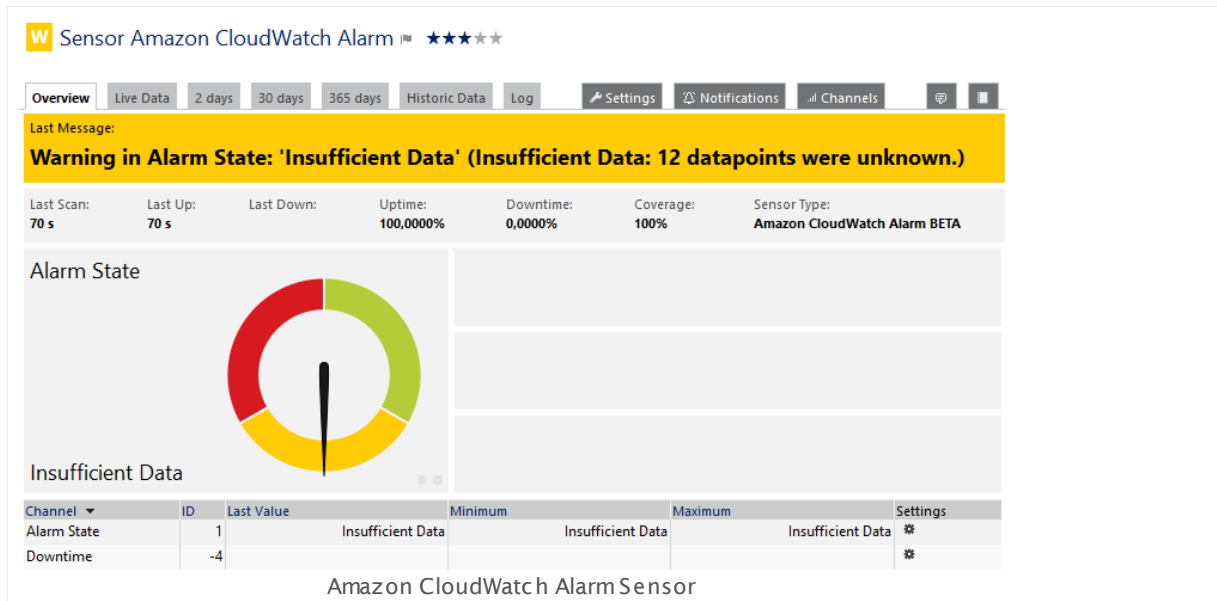 W Sensor Amazon CloudWatch Alarm
Overview Live Data 2 days 30 days 365 days Historic Data Log Settings Notifications Channels
Last Message:
Warning in Alarm State: 'Insufficient Data' (Insufficient Data: 12 datapoints were unknown.)
Last Scan: Last Up: Last Down: Uptime: Downtime: Coverage: Sensor Type:
70 s 70 s 100,0000% 0,0000% 100% Amazon CloudWatch Alarm BETA
Alarm State
Insufficient Data
Channel ID Last Value Minimum Maximum Settings
Alarm State 1 Insufficient Data Insufficient Data Insufficient Data
Downtime -4
Amazon CloudWatch Alarm Sensor